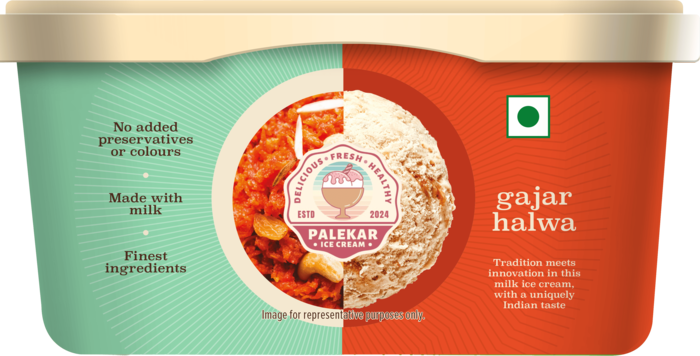 No added
preservatives
or colours
Made with
milk
Finest
ingredients
DELICIOUS • FRESH • HEALTHY
ESTD 2024
PALEKAR
• ICE CREAM •
Image for representative purposes only.
gajar
halwa
Tradition meets
innovation in this
milk ice cream,
with a uniquely
Indian taste